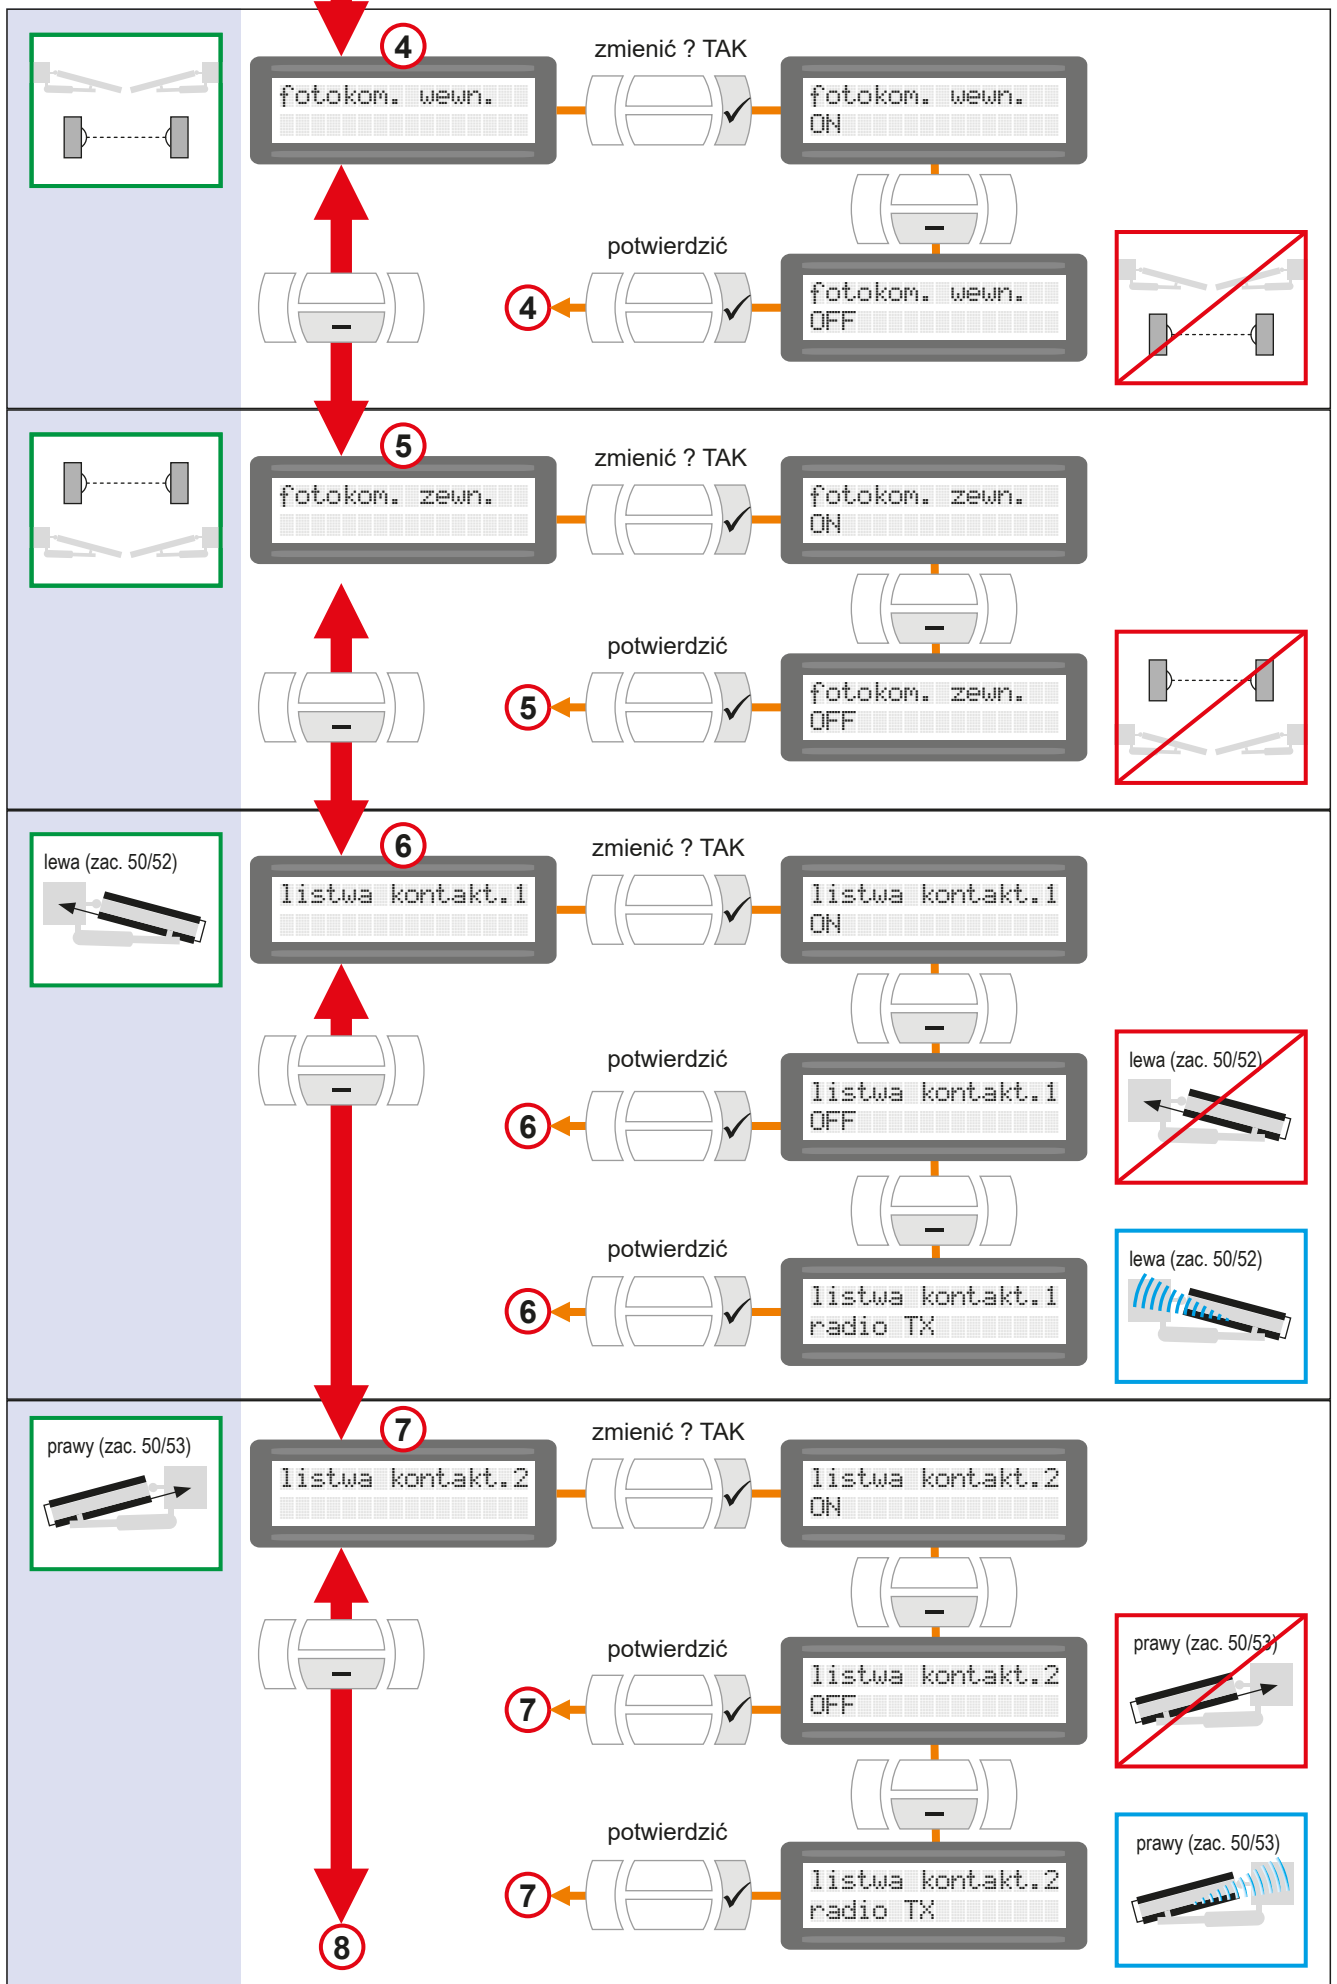 4
zmienić ? TAK
fotokom. wewn.
fotokom. wewn.
ON
potwierdzić
4
fotokom. wewn.
OFF
5
zmienić ? TAK
fotokom. zewn.
fotokom. zewn.
ON
potwierdzić
5
fotokom. zewn.
OFF
lewa (zac. 50/52)
6
zmienić ? TAK
listwa kontakt.1
listwa kontakt.1
ON
potwierdzić
6
listwa kontakt.1
OFF
lewa (zac. 50/52)
potwierdzić
6
listwa kontakt.1
radio TX
lewa (zac. 50/52)
prawy (zac. 50/53)
7
zmienić ? TAK
listwa kontakt.2
listwa kontakt.2
ON
potwierdzić
7
listwa kontakt.2
OFF
prawy (zac. 50/53)
potwierdzić
7
listwa kontakt.2
radio TX
prawy (zac. 50/53)
8